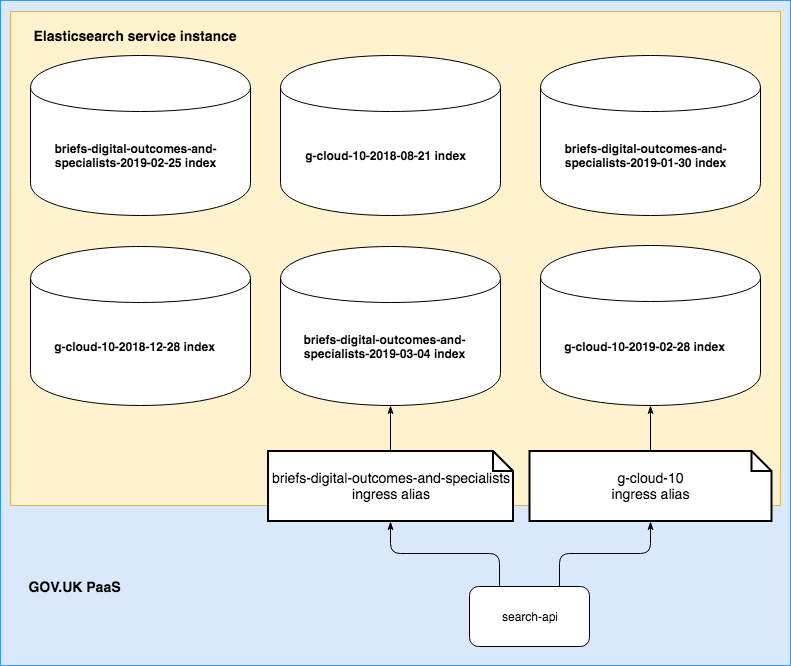 Elasticsearch service instance
briefs-digital-outcomes-and-
specialists-2019-02-25 index
g-cloud-10-2018-08-21 index
briefs-digital-outcomes-and-
specialists-2019-01-30 index
g-cloud-10-2018-12-28 index
briefs-digital-outcomes-and-
specialists-2019-03-04 index
g-cloud-10-2019-02-28 index
briefs-digital-outcomes-and-specialists
ingress alias
g-cloud-10
ingress alias
GOV.UK PaaS
search-api